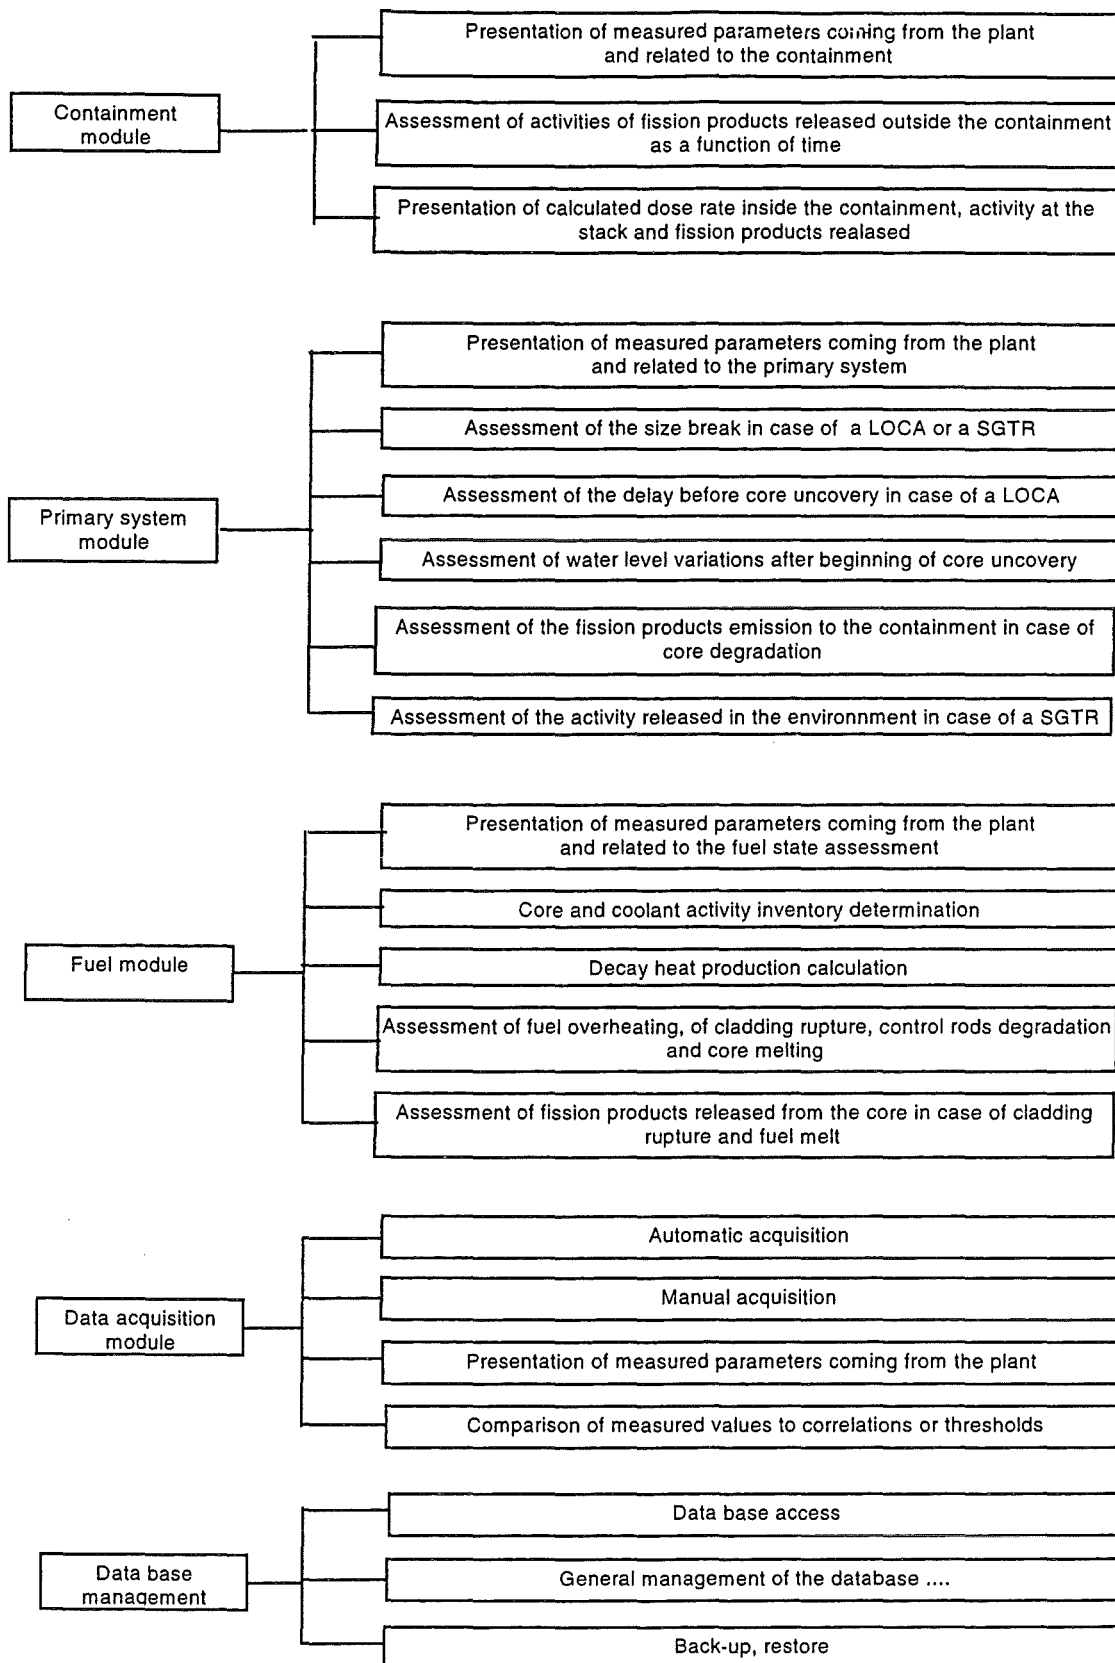 Presentation of measured parameters coming from the plant
and related to the containment
Containment
module
Assessment of activities of fission products released outside the containment
as a function of time
Presentation of calculated dose rate inside the containment, activity at the
stack and fission products realased
Presentation of measured parameters coming from the plant
and related to the primary system
Assessment of the size break in case of a LOCA or a SGTR
Assessment of the delay before core uncovery in case of a LOCA
Primary system
module
Assessment of water level variations after beginning of core uncovery
Assessment of the fission products emission to the containment in case of
core degradation
Assessment of the activity released in the environnment in case of a SGTR
Presentation of measured parameters coming from the plant
and related to the fuel state assessment
Core and coolant activity inventory determination
Fuel module
Decay heat production calculation
Assessment of fuel overheating, of cladding rupture, control rods degradation
and core melting
Assessment of fission products released from the core in case of cladding
rupture and fuel melt
Automatic acquisition
Manual acquisition
Data acquisition
module
Presentation of measured parameters coming from the plant
Comparison of measured values to correlations or thresholds
Data base access
Data base
management
General management of the database ....
Back-up, restore